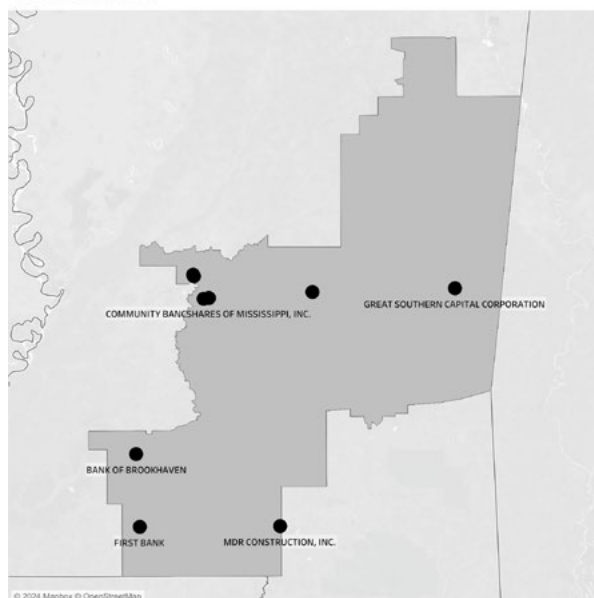 GREAT SOUTHERN CAPITAL CORPORATION
COMMUNITY BANCSHARES OF MISSISSIPPI, INC.
BANK OF BROOKHAVEN
FIRST BANK
MDR CONSTRUCTION, INC.
© 2024 Mapbox © OpenStreetMap